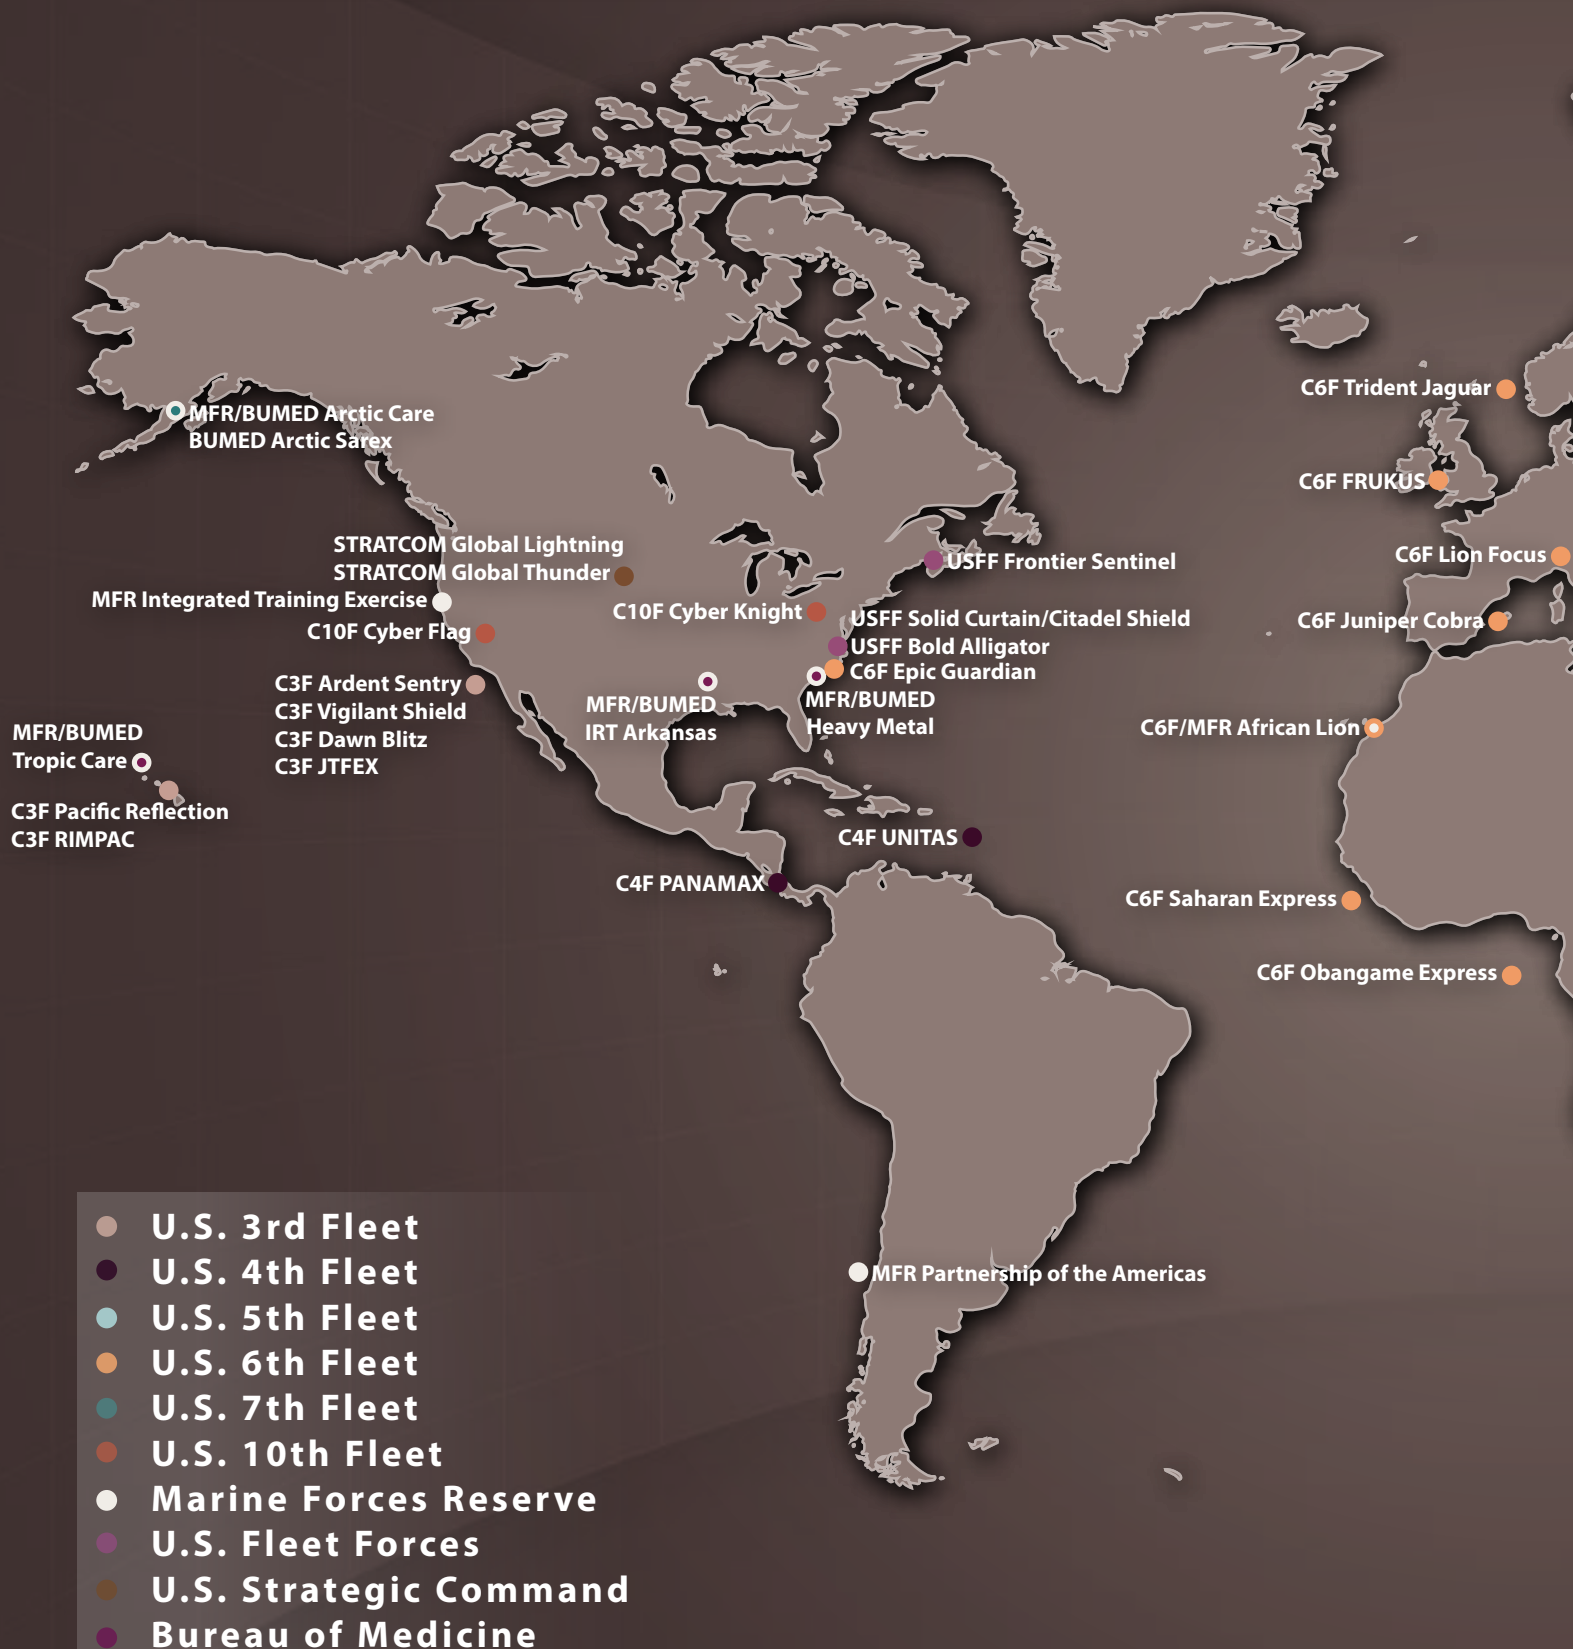 C6F Trident Jaguar
MFR/BUMED Arctic Care
BUMED Arctic Sarex
C6F FRUKUS
STRATCOM Global Lightning
STRATCOM Global Thunder
C6F Lion Focus
USFF Frontier Sentinel
MFR Integrated Training Exercise
C10F Cyber Knight
C10F Cyber Flag
USFF Solid Curtain/Citadel Shield
USFF Bold Alligator
C6F Epic Guardian
C6F Juniper Cobra
C3F Ardent Sentry
C3F Vigilant Shield
C3F Dawn Blitz
C3F JTFEX
MFR/BUMED
IRT Arkansas
MFR/BUMED
Heavy Metal
C6F/MFR African Lion
MFR/BUMED
Tropic Care
C3F Pacific Reflection
C3F RIMPAC
C4F UNITAS
C4F PANAMAX
C6F Saharan Express
C6F Obangame Express
MFR Partnership of the Americas
U.S. 3rd Fleet
U.S. 4th Fleet
U.S. 5th Fleet
U.S. 6th Fleet
U.S. 7th Fleet
U.S. 10th Fleet
Marine Forces Reserve
U.S. Fleet Forces
U.S. Strategic Command
Bureau of Medicine